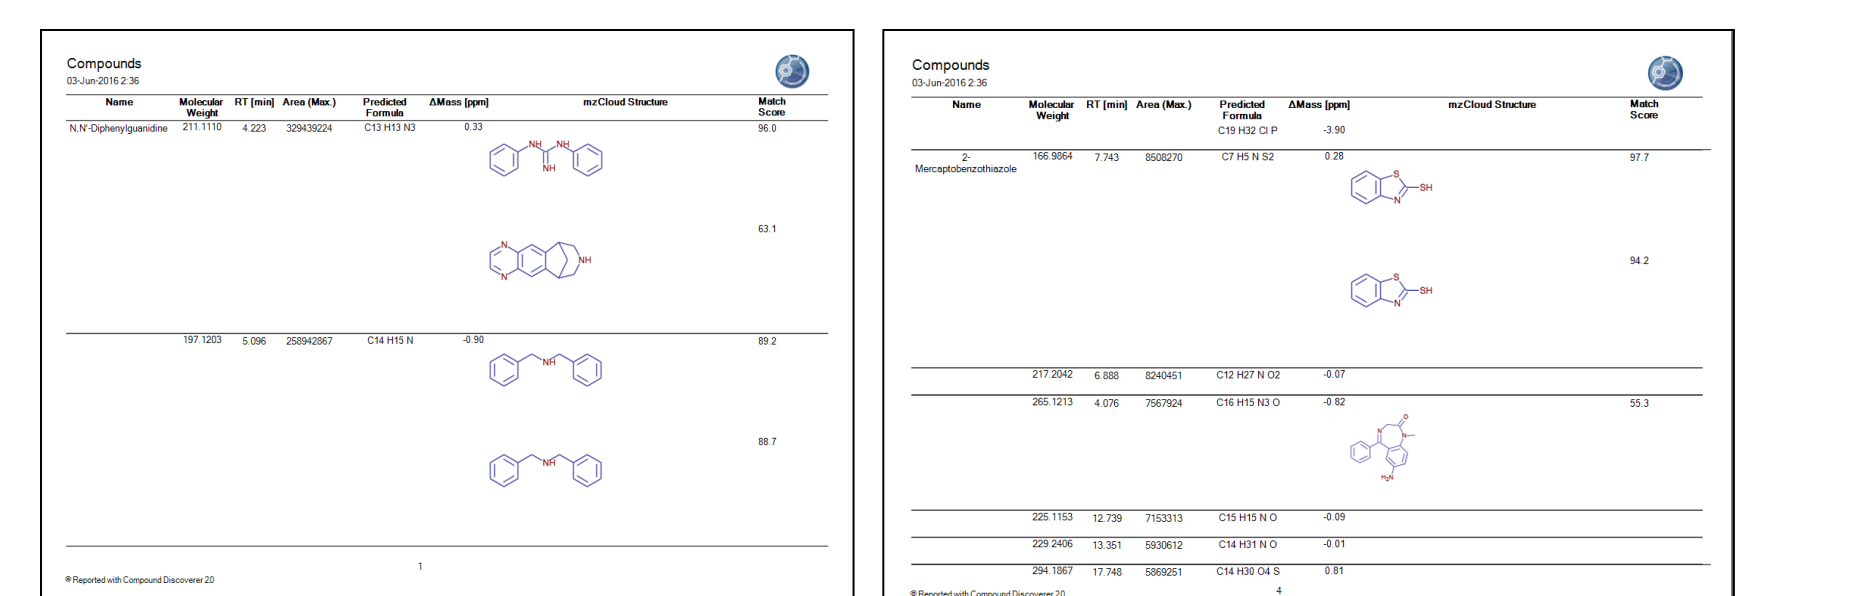 Compounds
03-Jun-2016 2:36
Name Molecular Weight RT [min] Area (Max.) Predicted Formula ΔMass [ppm] mzCloud Structure Match Score
N,N'-Diphenylguanidine 211.1110 4.223 329439224 C13 H13 N3 0.33 96.0
NH NH
NH
63.1
N
NH
N
197.1203 5.096 258942867 C14 H15 N -0.90 89.2
NH
88.7
NH
1
® Reported with Compound Discoverer 2.0
Compounds
03-Jun-2016 2:36
Name Molecular Weight RT [min] Area (Max.) Predicted Formula ΔMass [ppm] mzCloud Structure Match Score
C19 H32 Cl P -3.90
2-Mercaptobenzothiazole 166.9864 7.743 8508270 C7 H5 N S2 0.28 97.7
S
SH
N
94.2
S
SH
N
217.2042 6.888 8240451 C12 H27 N O2 -0.07
265.1213 4.076 7567924 C16 H15 N3 O -0.82 55.3
O
N
N
H2N
225.1153 12.739 7153313 C15 H15 N O -0.09
229.2406 13.351 5930612 C14 H31 N O -0.01
294.1867 17.748 5869251 C14 H30 O4 S 0.81
4
® Reported with Compound Discoverer 2.0